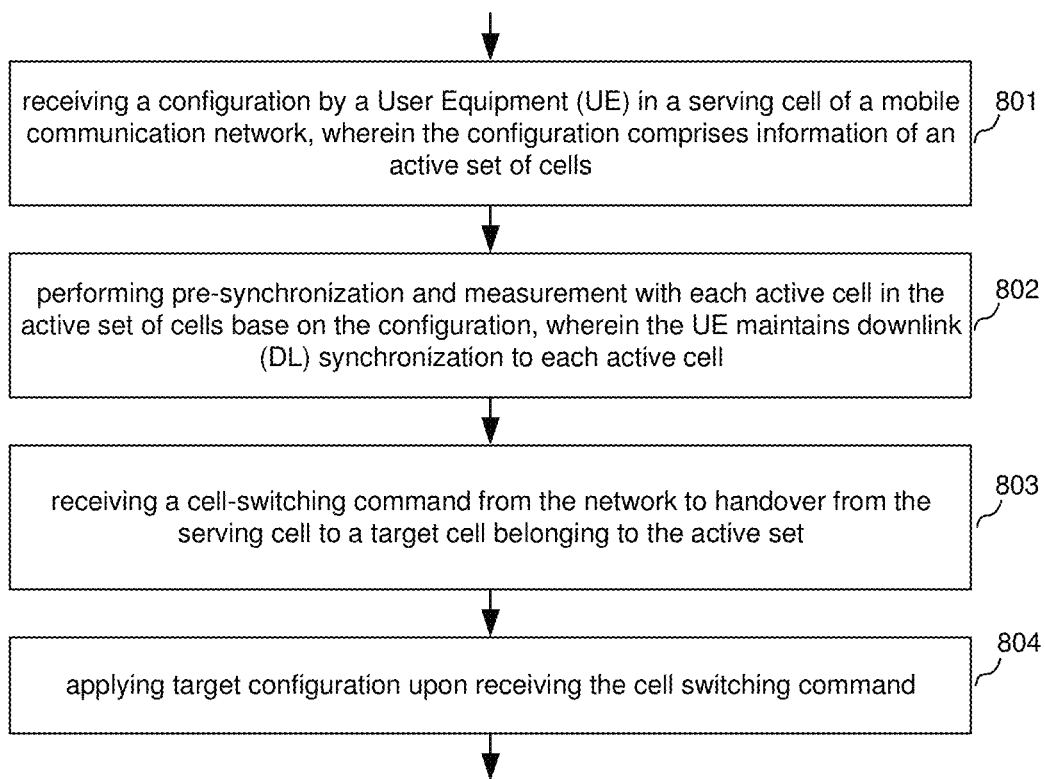 receiving a configuration by a User Equipment (UE) in a serving cell of a mobile
communication network, wherein the configuration comprises information of an
active set of cells
801
performing pre-synchronization and measurement with each active cell in the
active set of cells base on the configuration, wherein the UE maintains downlink
(DL) synchronization to each active cell
802
receiving a cell-switching command from the network to handover from the
serving cell to a target cell belonging to the active set
803
applying target configuration upon receiving the cell switching command
804